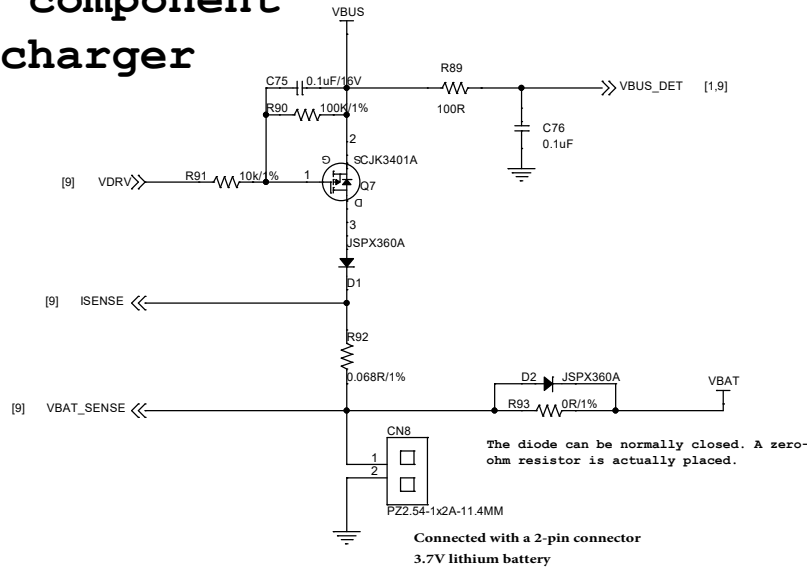 component
charger
VBUS
C75 0.1uF/16V
R89
VBUS_DET [1,9]
R90 100K/1%
100R
C76
0.1uF
2
G S CJK3401A
[9] VDRV R91 10k/1% 1
Q7
D
3
JSPX360A
D1
[9] ISENSE
R92
0.068R/1%
D2 JSPX360A
VBAT
[9] VBAT_SENSE
R93 0R/1%
CN8
1
2
The diode can be normally closed. A zero-
ohm resistor is actually placed.
PZ2.54-1x2A-11.4MM
Connected with a 2-pin connector
3.7V lithium battery